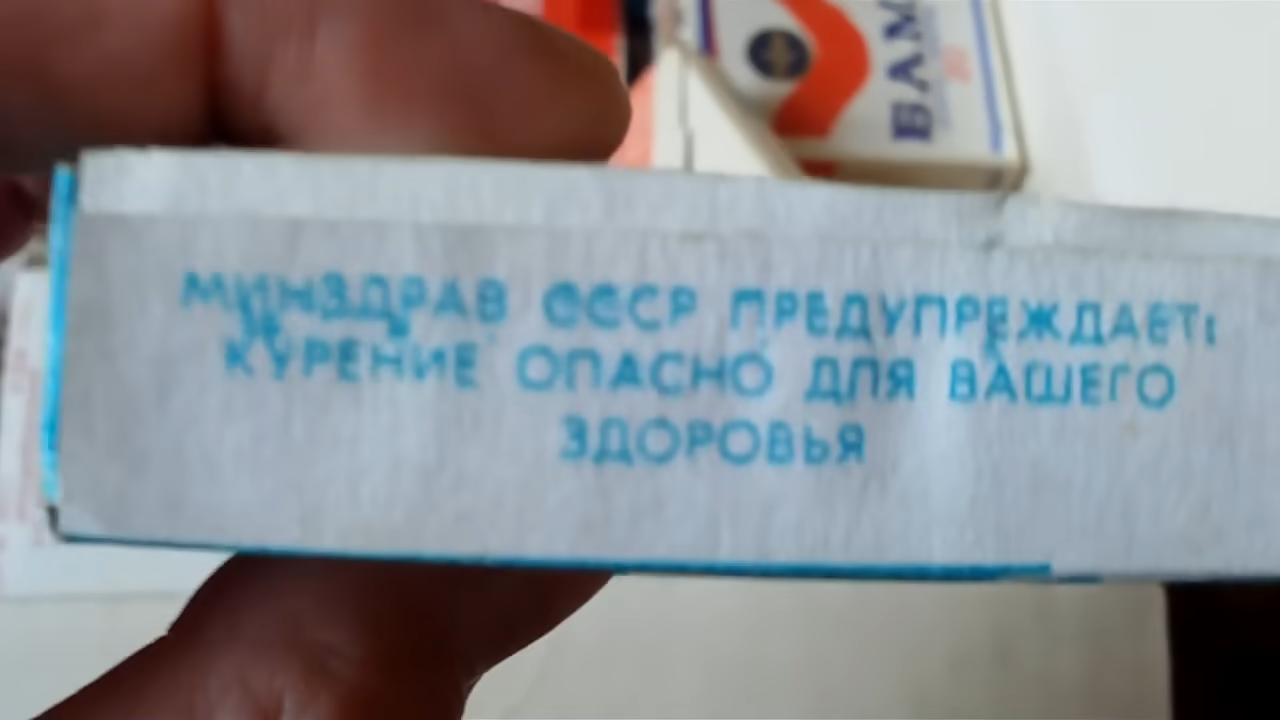 БАМ
МИНЗДРАВ СССР ПРЕДУПРЕЖДАЕТ:
КУРЕНИЕ ОПАСНО ДЛЯ ВАШЕГО
ЗДОРОВЬЯ